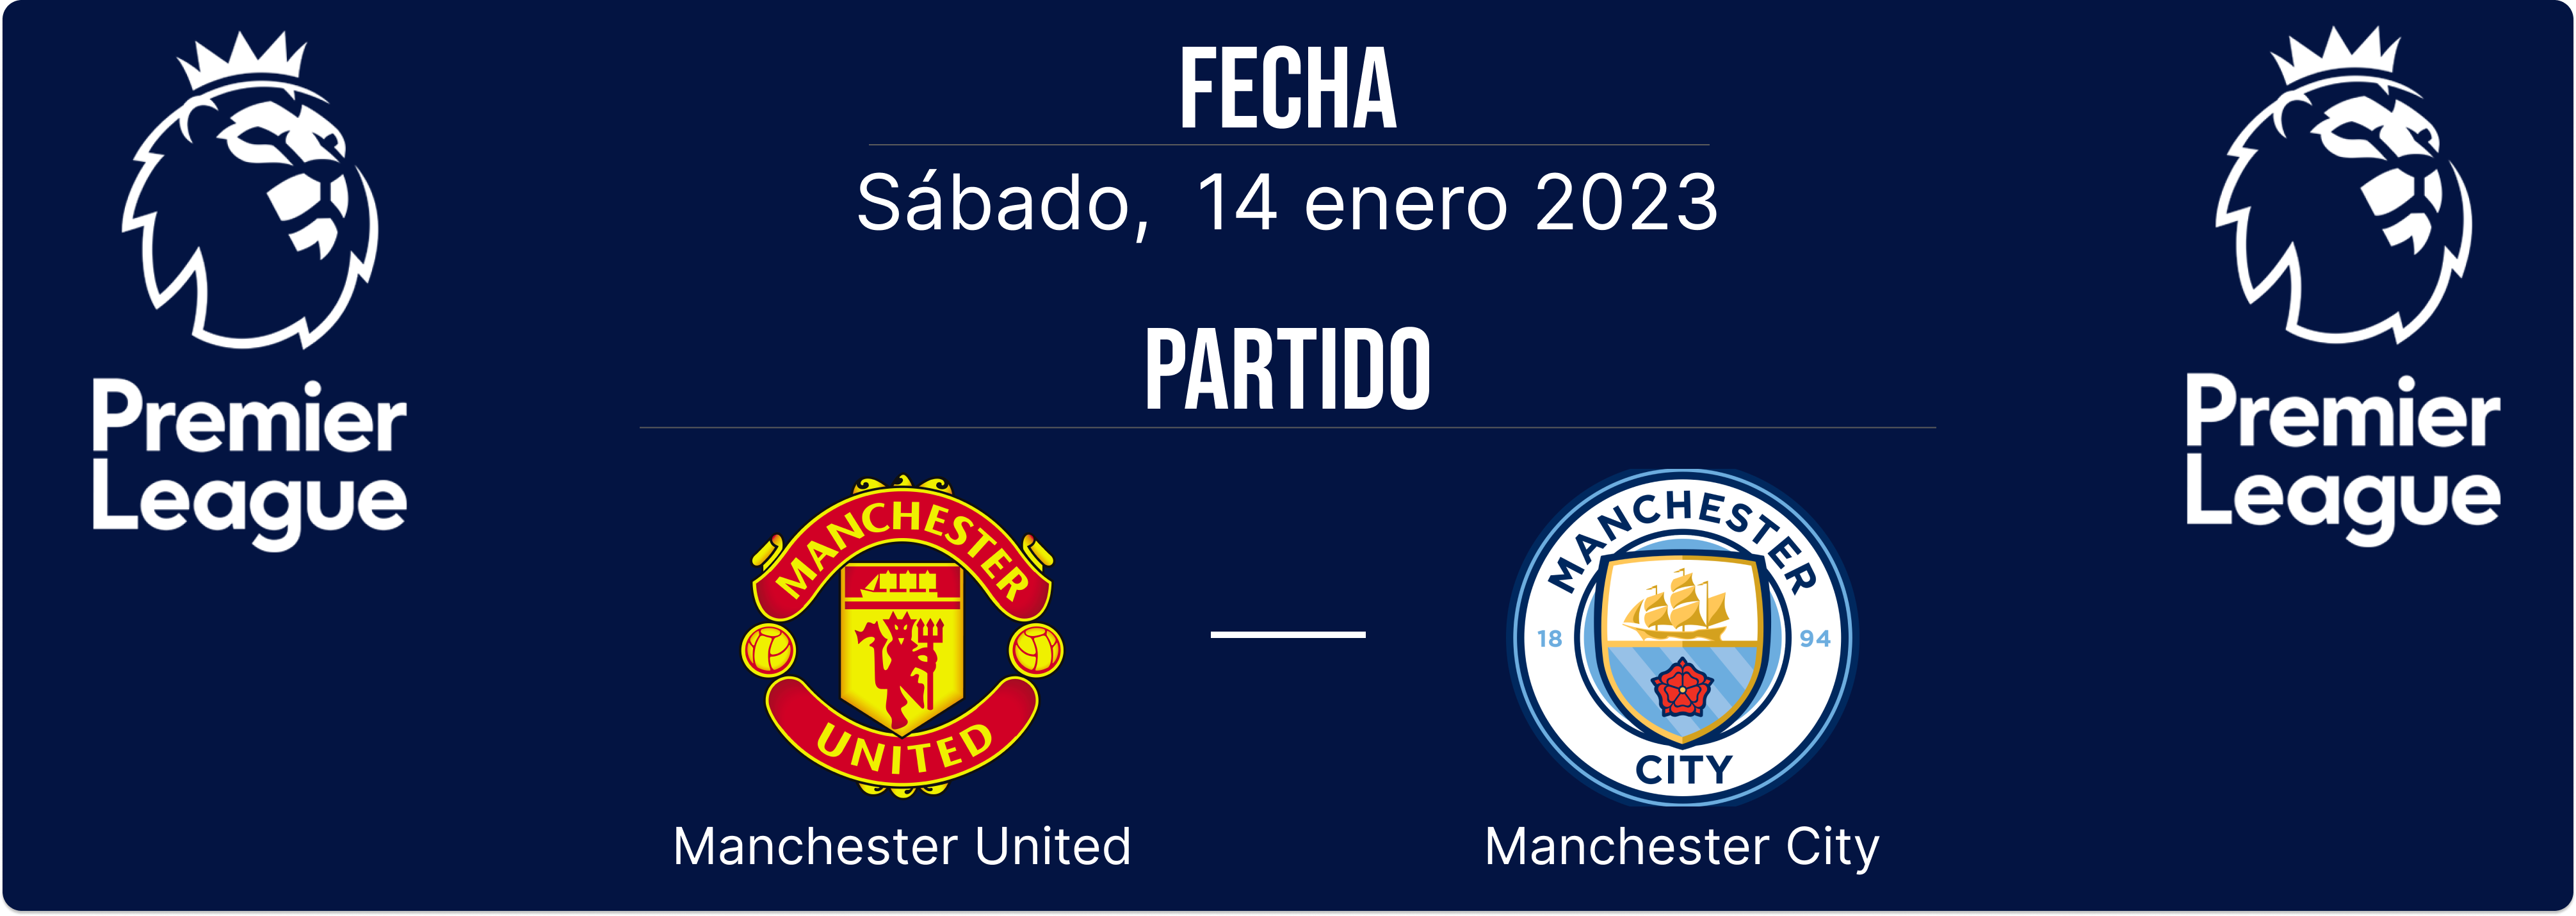 FECHA
Sábado,  14 enero 2023
PARTIDO
Premier
League
Premier
League
MANCHESTER
UNITED
MANCHESTER
18
94
CITY
Manchester United
Manchester City